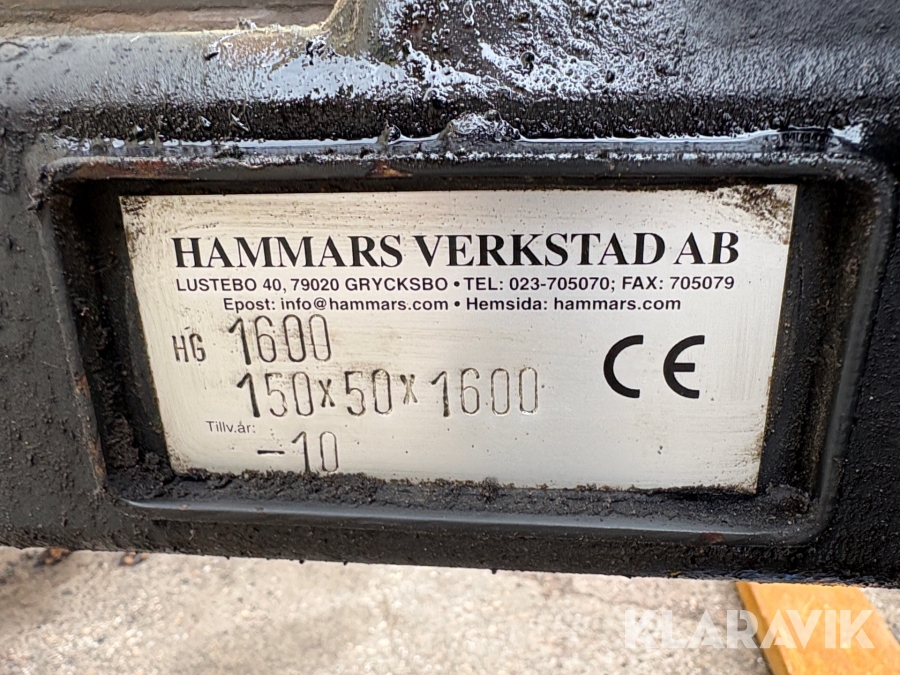 HAMMARS VERKSTAD AB
LUSTEBO 40, 79020 GRYCKSBO • TEL: 023-705070; FAX: 705079
Epost: info@hammars.com • Hemsida: hammars.com
HG 1600
150x50x1600
CE
Tillv.år:
-10
KLARAVIK